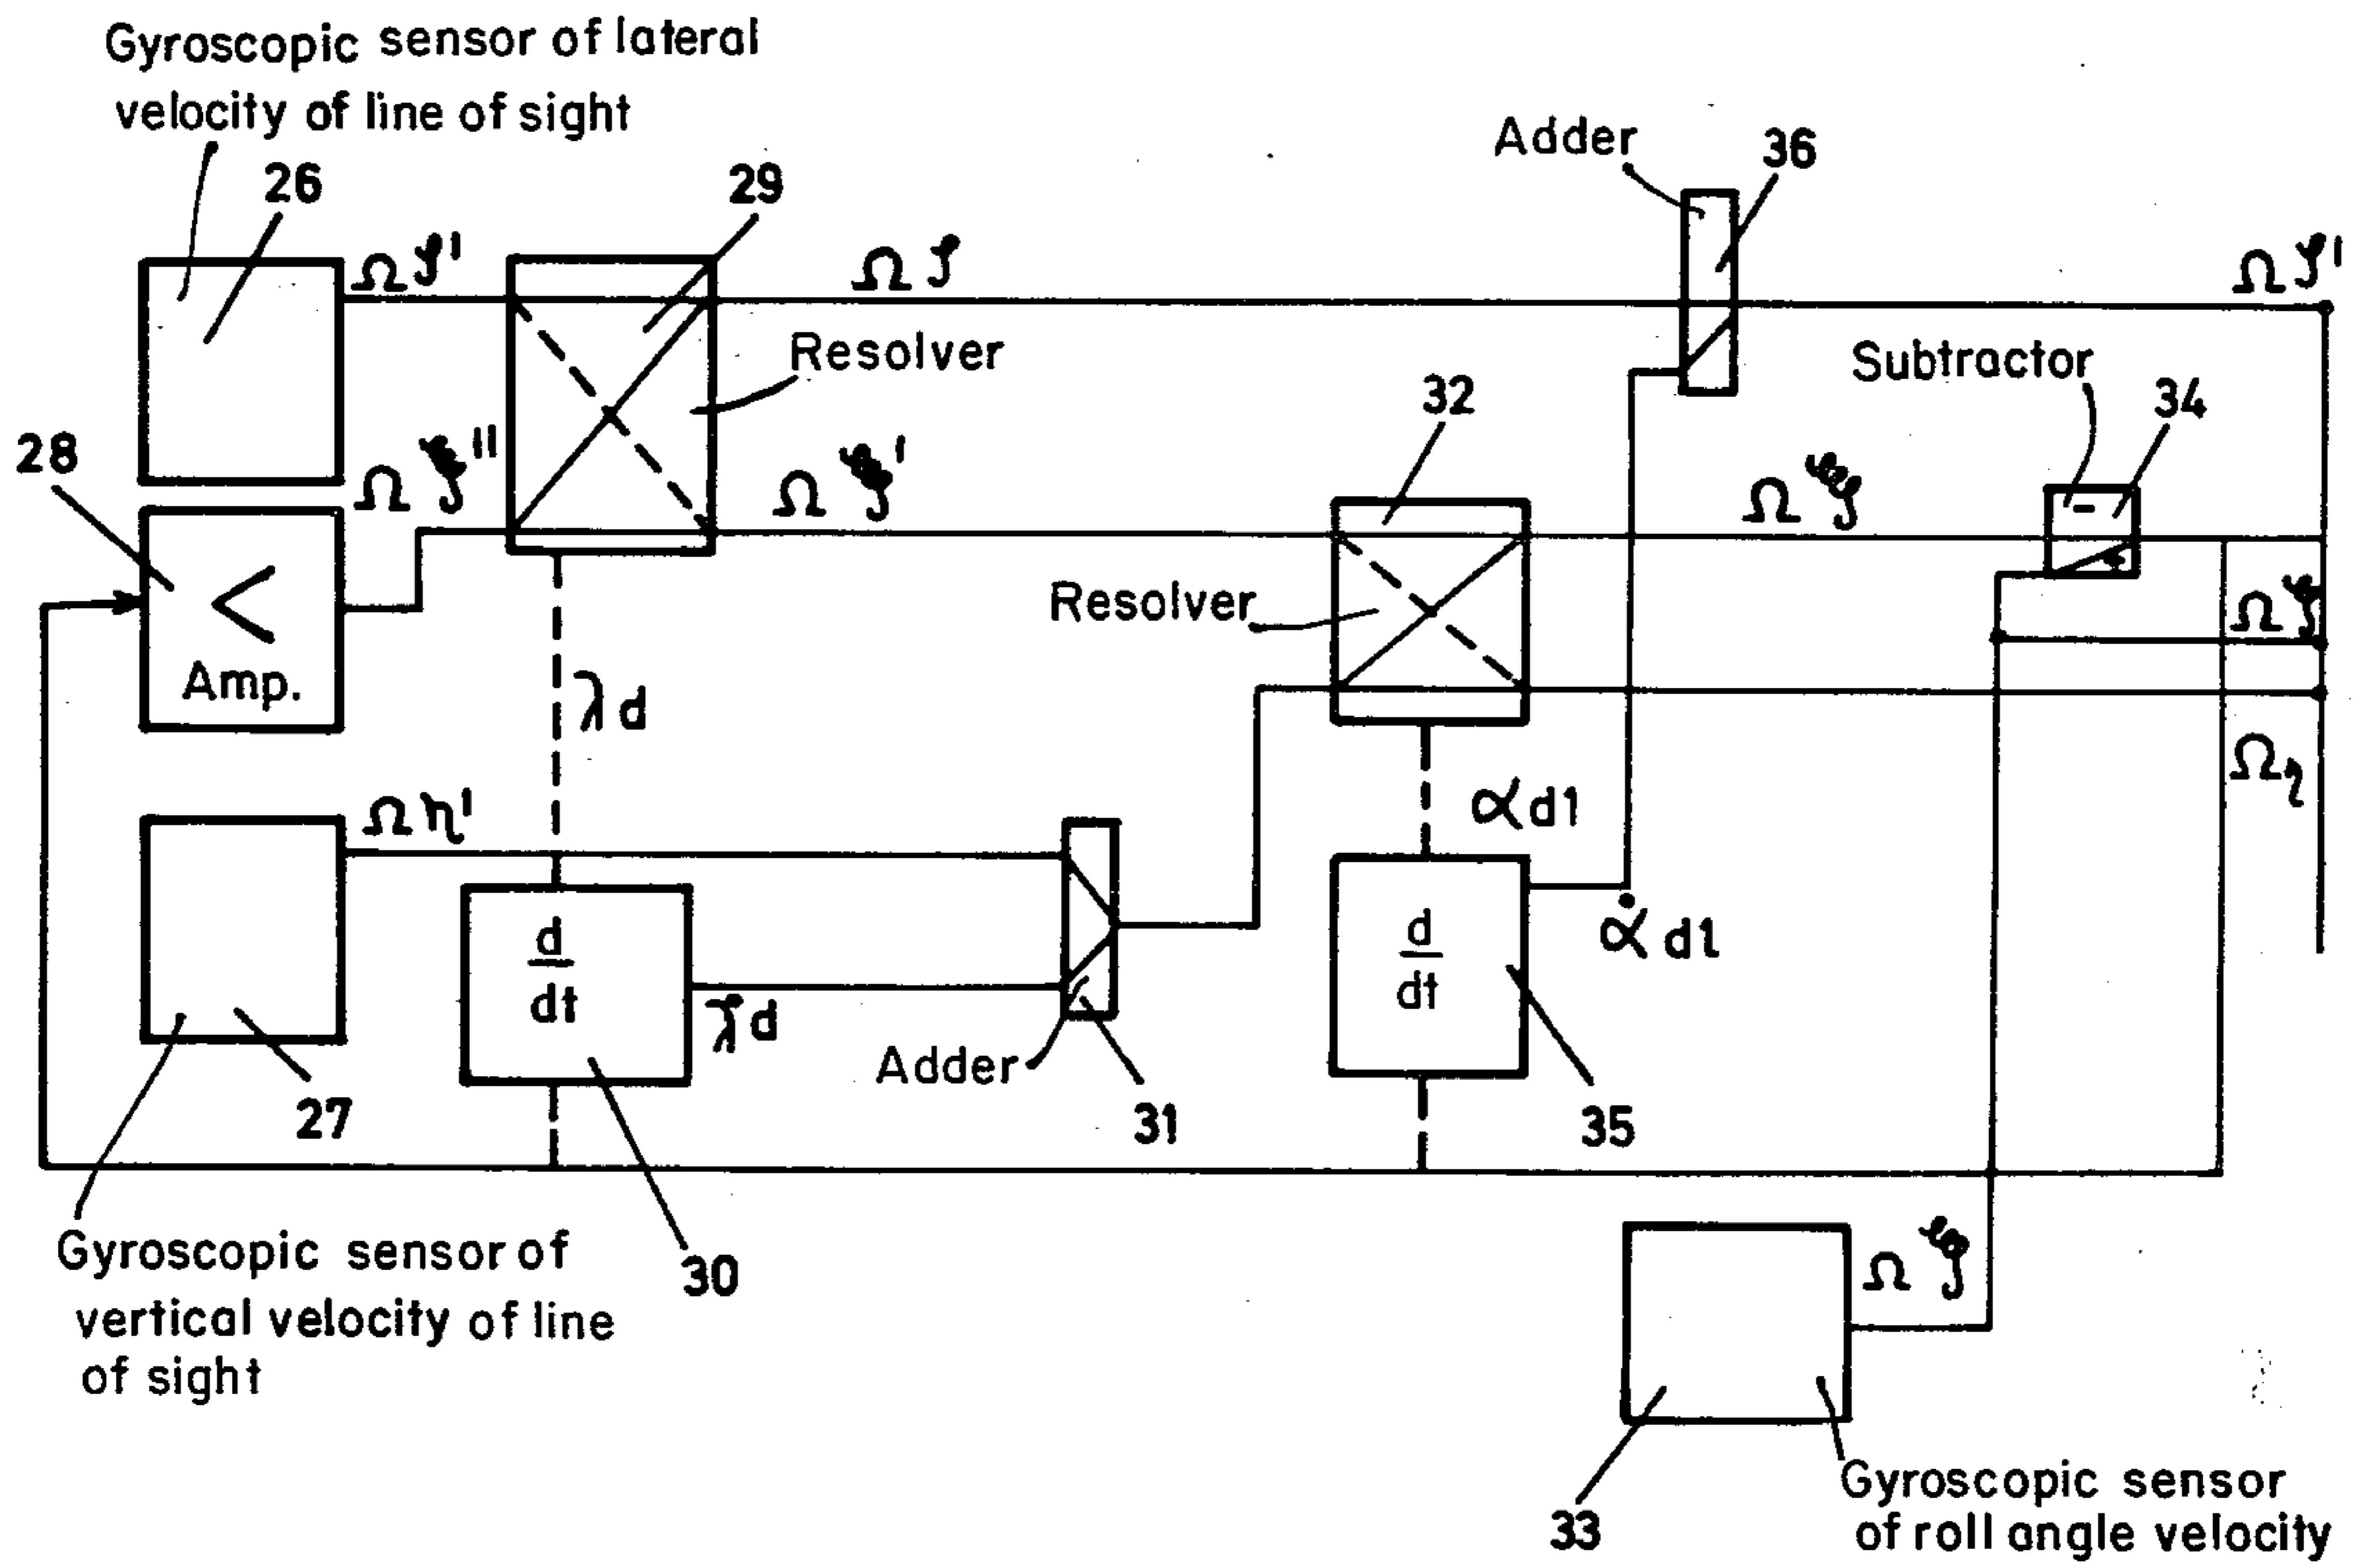 Gyroscopic sensor of lateral
velocity of line of sight
26
29
Adder
36
Ω ζ'
Ω ζ
Ω ζ'
Resolver
Subtractor
32
34
28
Ω ξ''
Ω ξ'
Ω ξ
-
+
<
Amp.
Resolver
Ω ξ
λd
Ωη
Ω η'
αd1
d
dt
λ̇d
d
dt
α̇d1
Adder
27
31
35
30
Gyroscopic sensor of
vertical velocity of line
of sight
Ω ξ
33
Gyroscopic sensor
of roll angle velocity